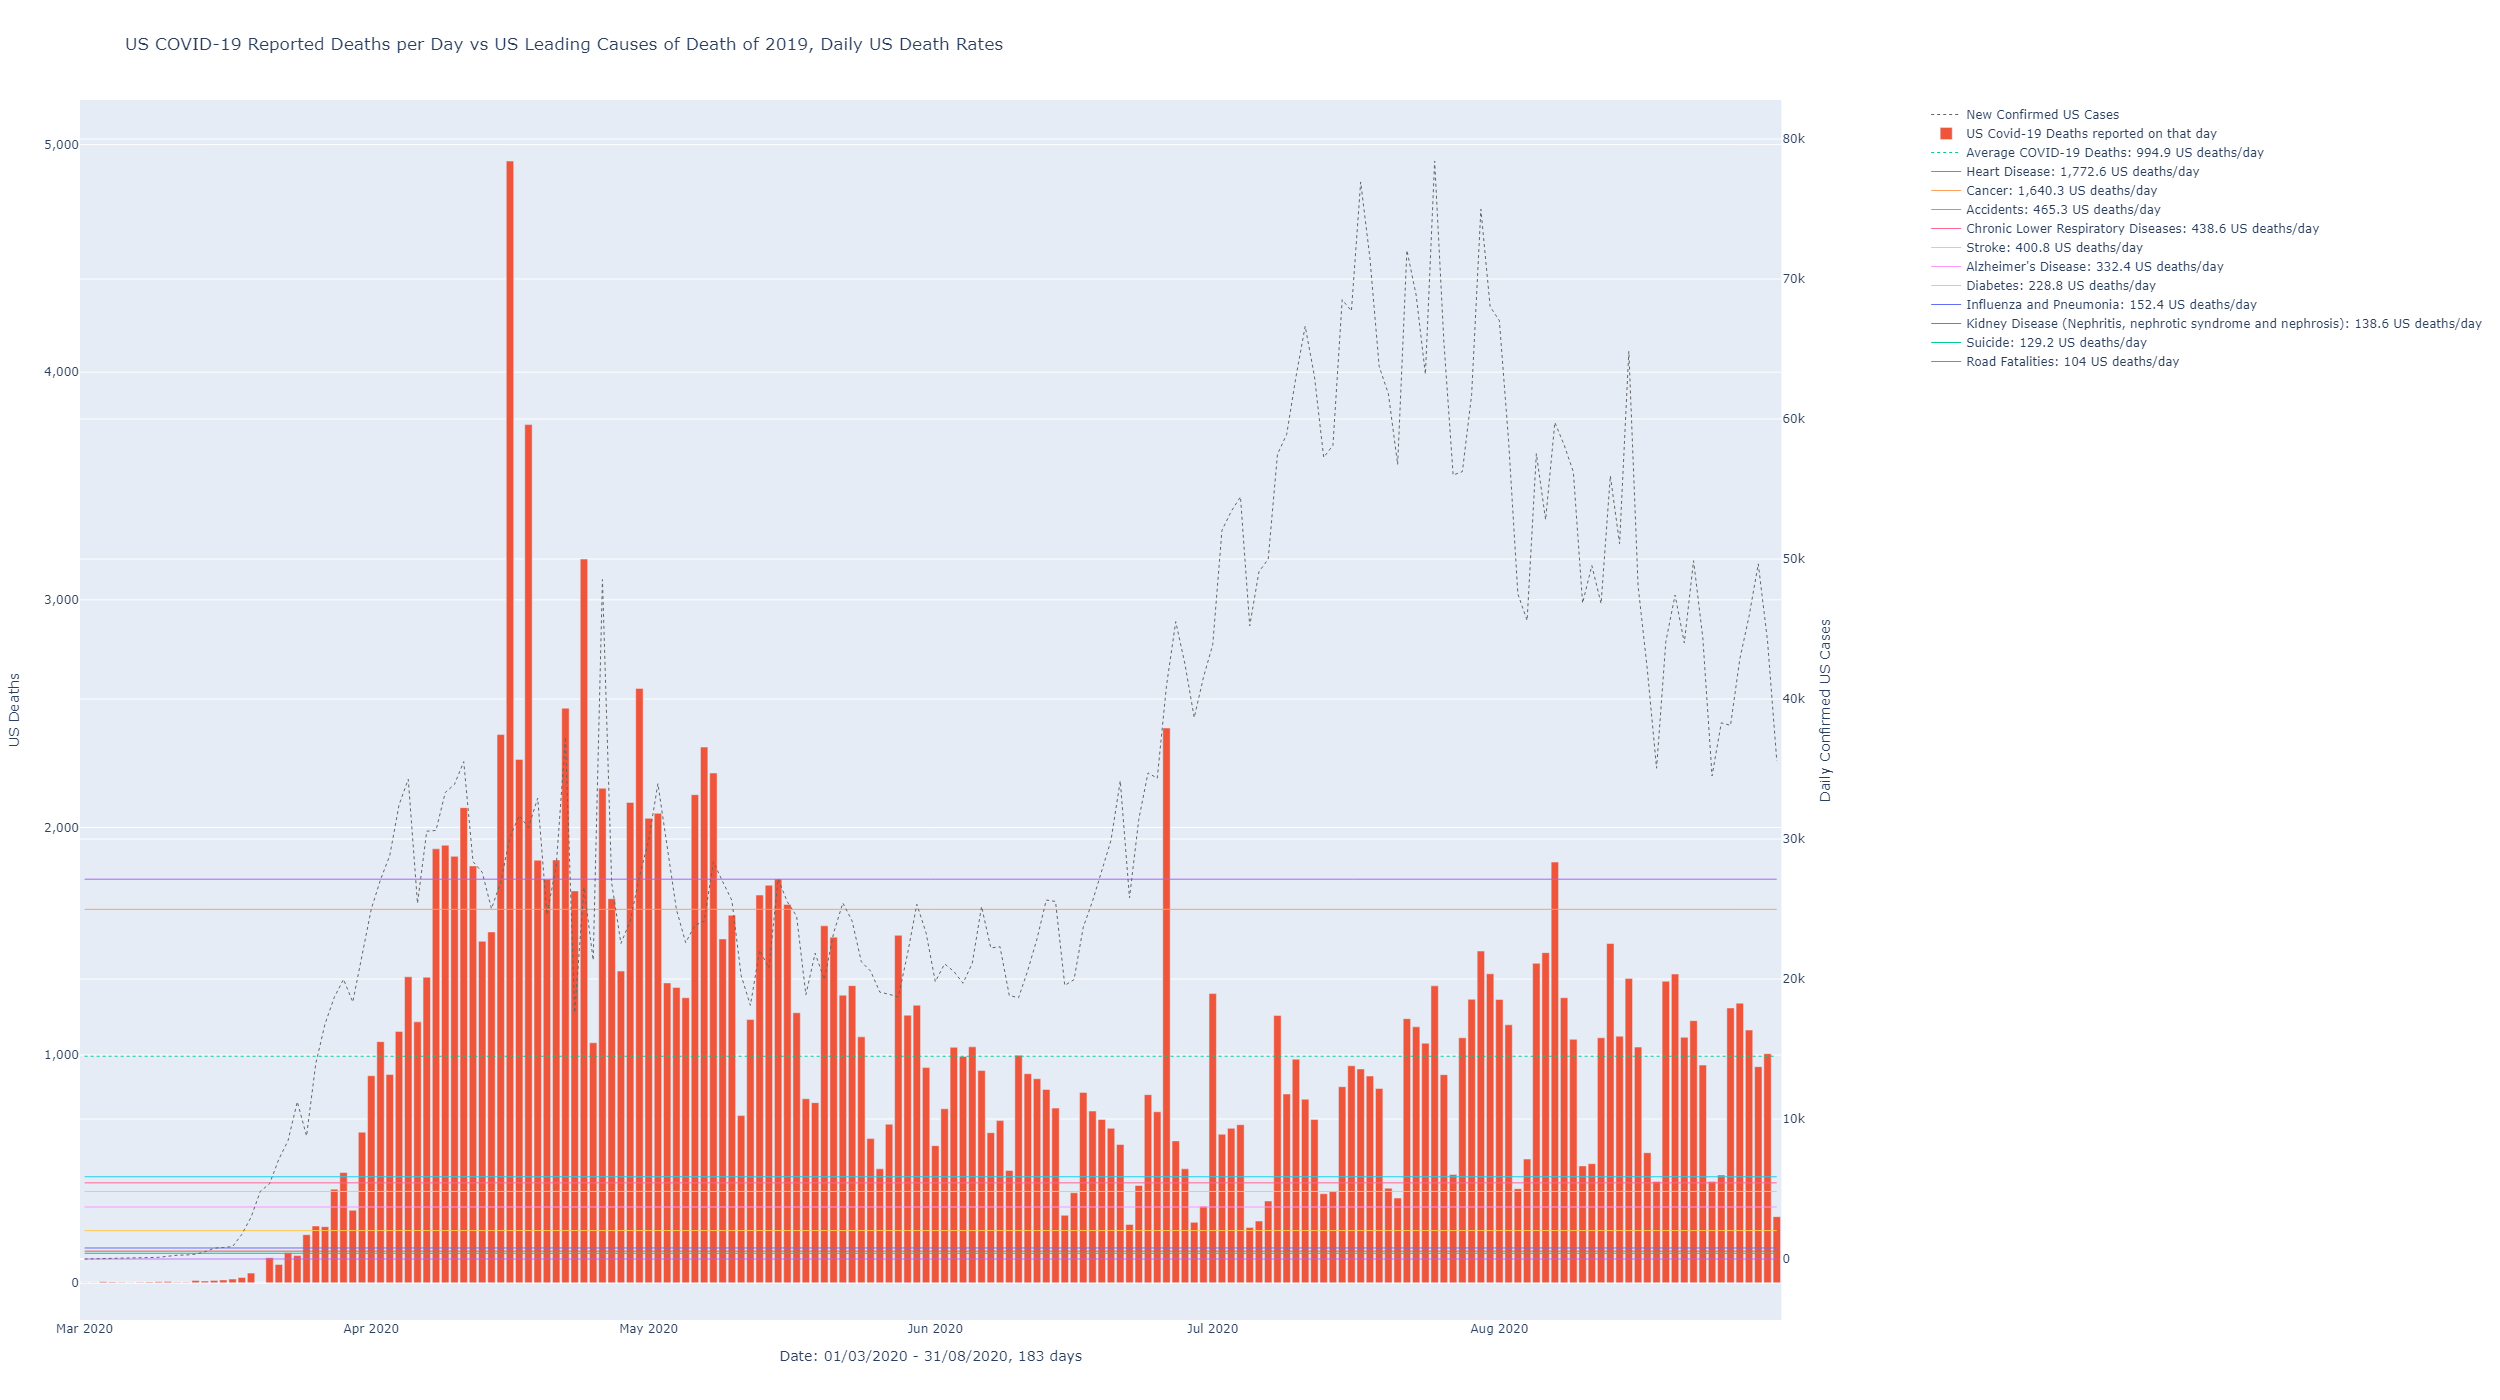 US COVID-19 Reported Deaths per Day vs US Leading Causes of Death of 2019, Daily US Death Rates
US Deaths
5,000
4,000
3,000
2,000
1,000
0
80k
70k
60k
50k
40k
30k
20k
10k
0
Daily Confirmed US Cases
Mar 2020
Apr 2020
May 2020
Jun 2020
Jul 2020
Aug 2020
Date: 01/03/2020 - 31/08/2020, 183 days
New Confirmed US Cases
US Covid-19 Deaths reported on that day
Average COVID-19 Deaths: 994.9 US deaths/day
Heart Disease: 1,772.6 US deaths/day
Cancer: 1,640.3 US deaths/day
Accidents: 465.3 US deaths/day
Chronic Lower Respiratory Diseases: 438.6 US deaths/day
Stroke: 400.8 US deaths/day
Alzheimer's Disease: 332.4 US deaths/day
Diabetes: 228.8 US deaths/day
Influenza and Pneumonia: 152.4 US deaths/day
Kidney Disease (Nephritis, nephrotic syndrome and nephrosis): 138.6 US deaths/day
Suicide: 129.2 US deaths/day
Road Fatalities: 104 US deaths/day